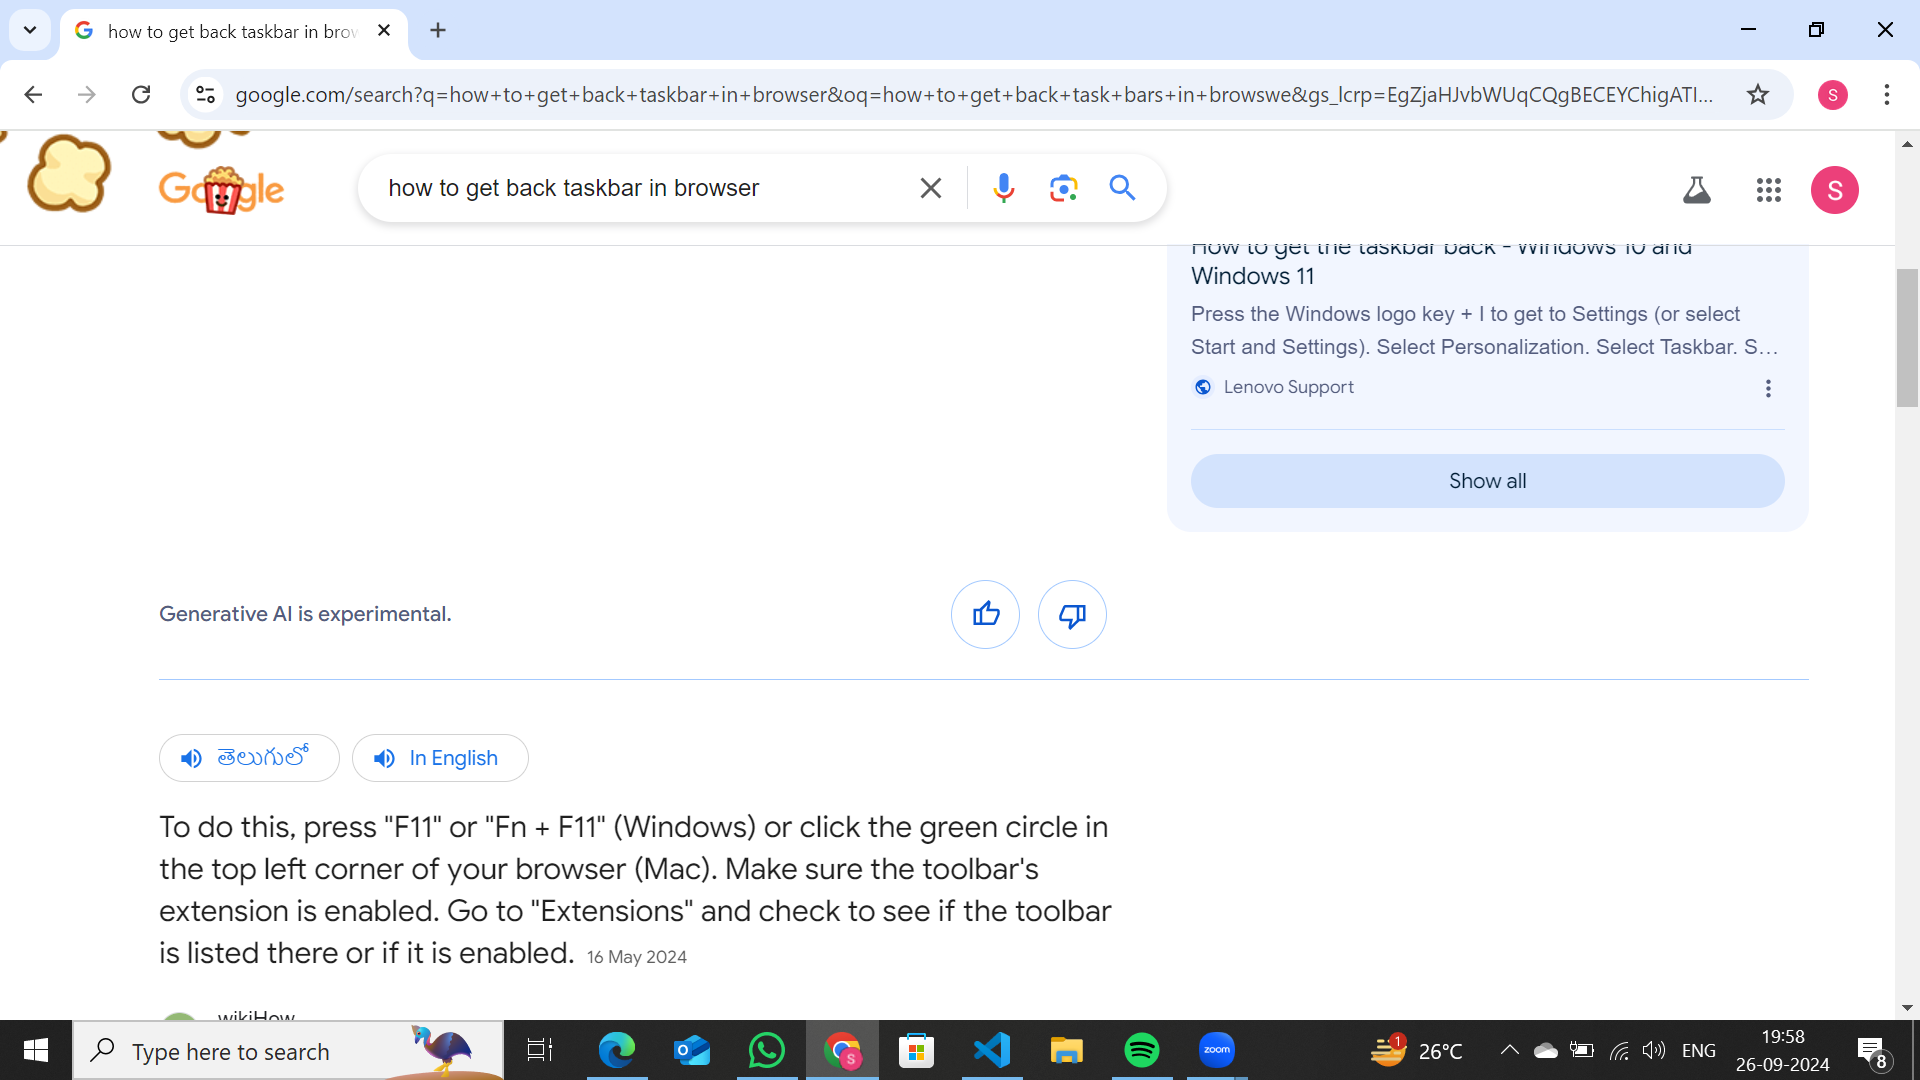 how to get back taskbar in brow
google.com/search?q=how+to+get+back+taskbar+in+browser&oq=how+to+get+back+task+bars+in+browswe&gs_lcrp=EgZjaHJvbWUqCQgBECEYChigATI...
S
Google
how to get back taskbar in browser
S
How to get the taskbar back - Windows 10 and
Windows 11
Press the Windows logo key + I to get to Settings (or select
Start and Settings). Select Personalization. Select Taskbar. S...
Lenovo Support
Show all
Generative AI is experimental.
తెలుగులో
In English
To do this, press "F11" or "Fn + F11" (Windows) or click the green circle in
the top left corner of your browser (Mac). Make sure the toolbar's
extension is enabled. Go to "Extensions" and check to see if the toolbar
is listed there or if it is enabled. 16 May 2024
wikiHow
Type here to search
S
zoom
1
26°C
ENG
19:58
26-09-2024
8